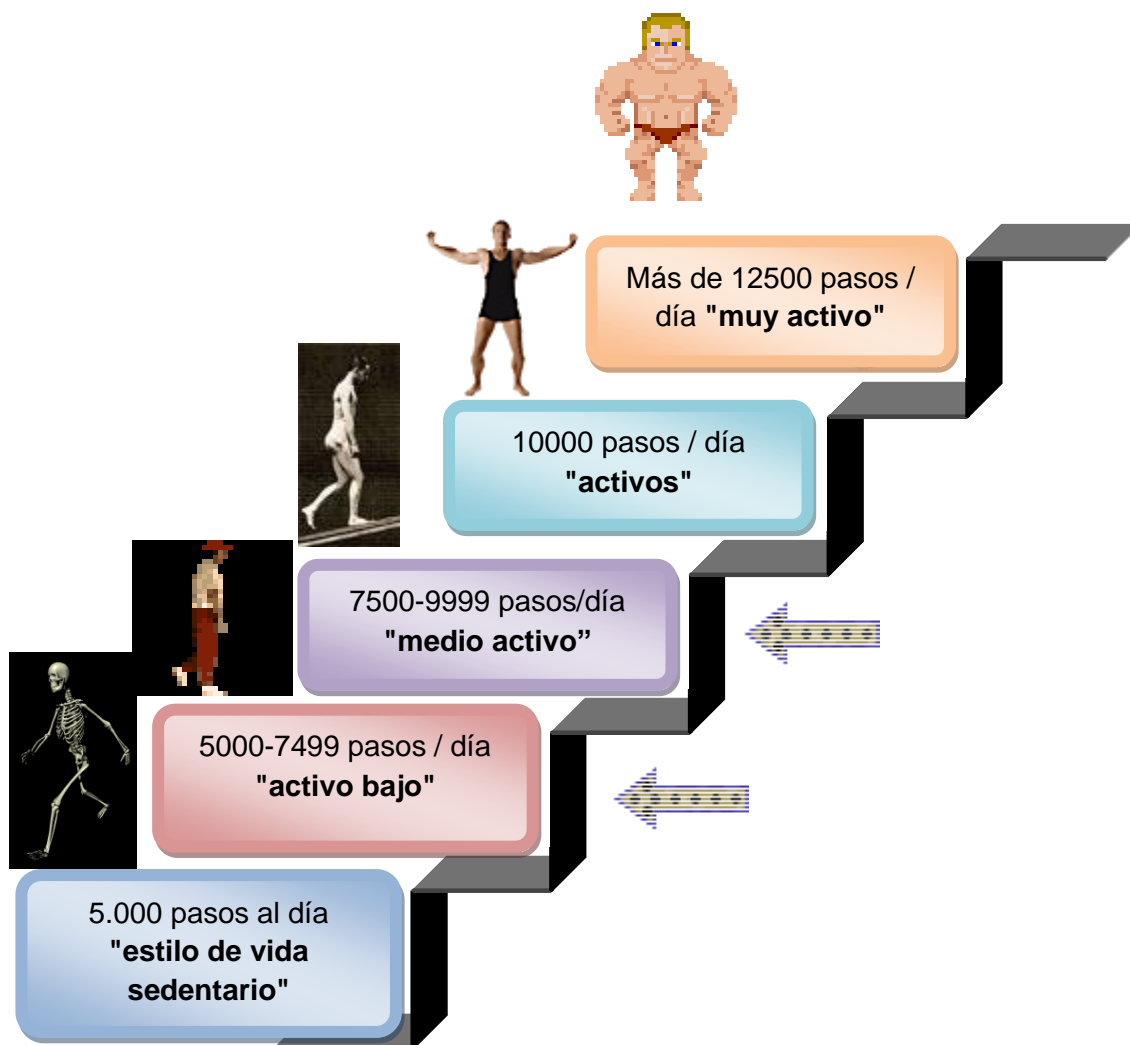 Más de 12500 pasos /
día "muy activo"
10000 pasos / día
"activos"
7500-9999 pasos/día
"medio activo”
5000-7499 pasos / día
"activo bajo"
5.000 pasos al día
"estilo de vida
sedentario"